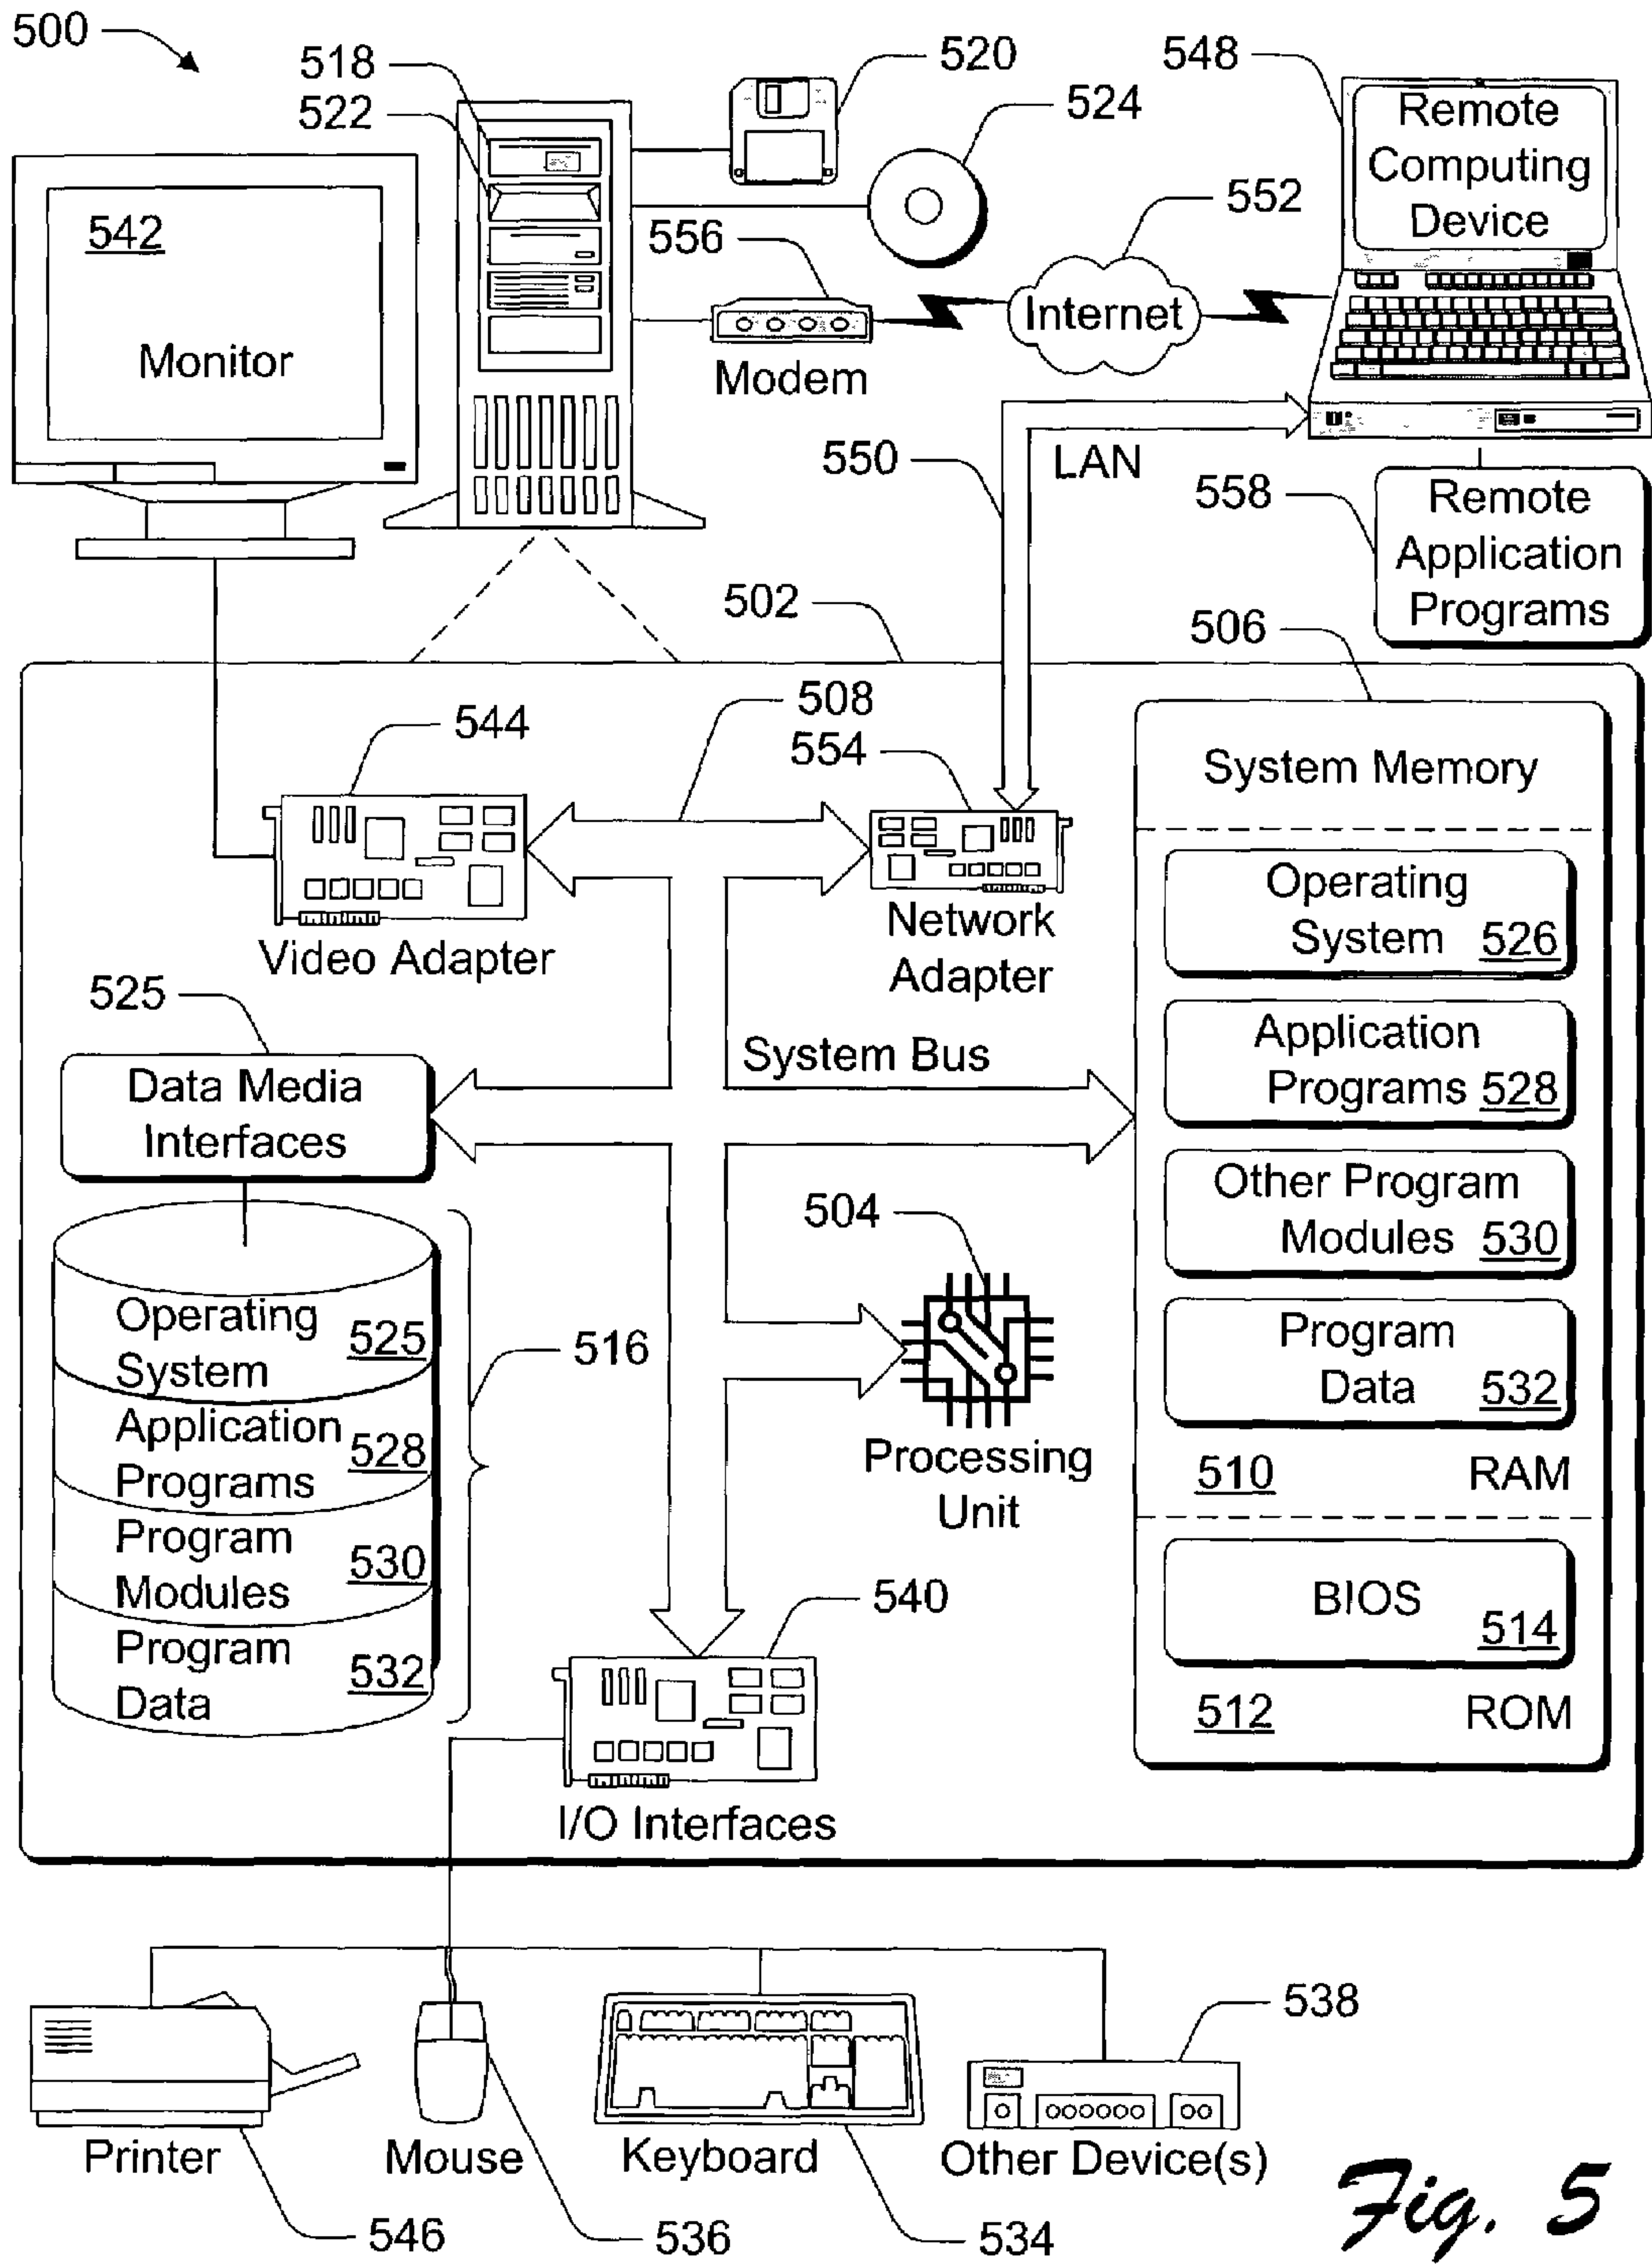 500
518
522
520
524
548
Remote
Computing
Device
542
Monitor
556
Modem
552
Internet
550
LAN
558
Remote
Application
Programs
502
506
544
Video Adapter
508
554
Network
Adapter
System Memory
Operating
System 526
Application
Programs 528
Other Program
Modules 530
Program
Data 532
510 RAM
BIOS
514
512 ROM
525
Data Media
Interfaces
System Bus
504
Processing
Unit
Operating
System 525
Application
Programs 528
Program
Modules 530
Program
Data 532
516
540
I/O Interfaces
538
Printer
Mouse
Keyboard
Other Device(s)
546
536
534
Fig. 5